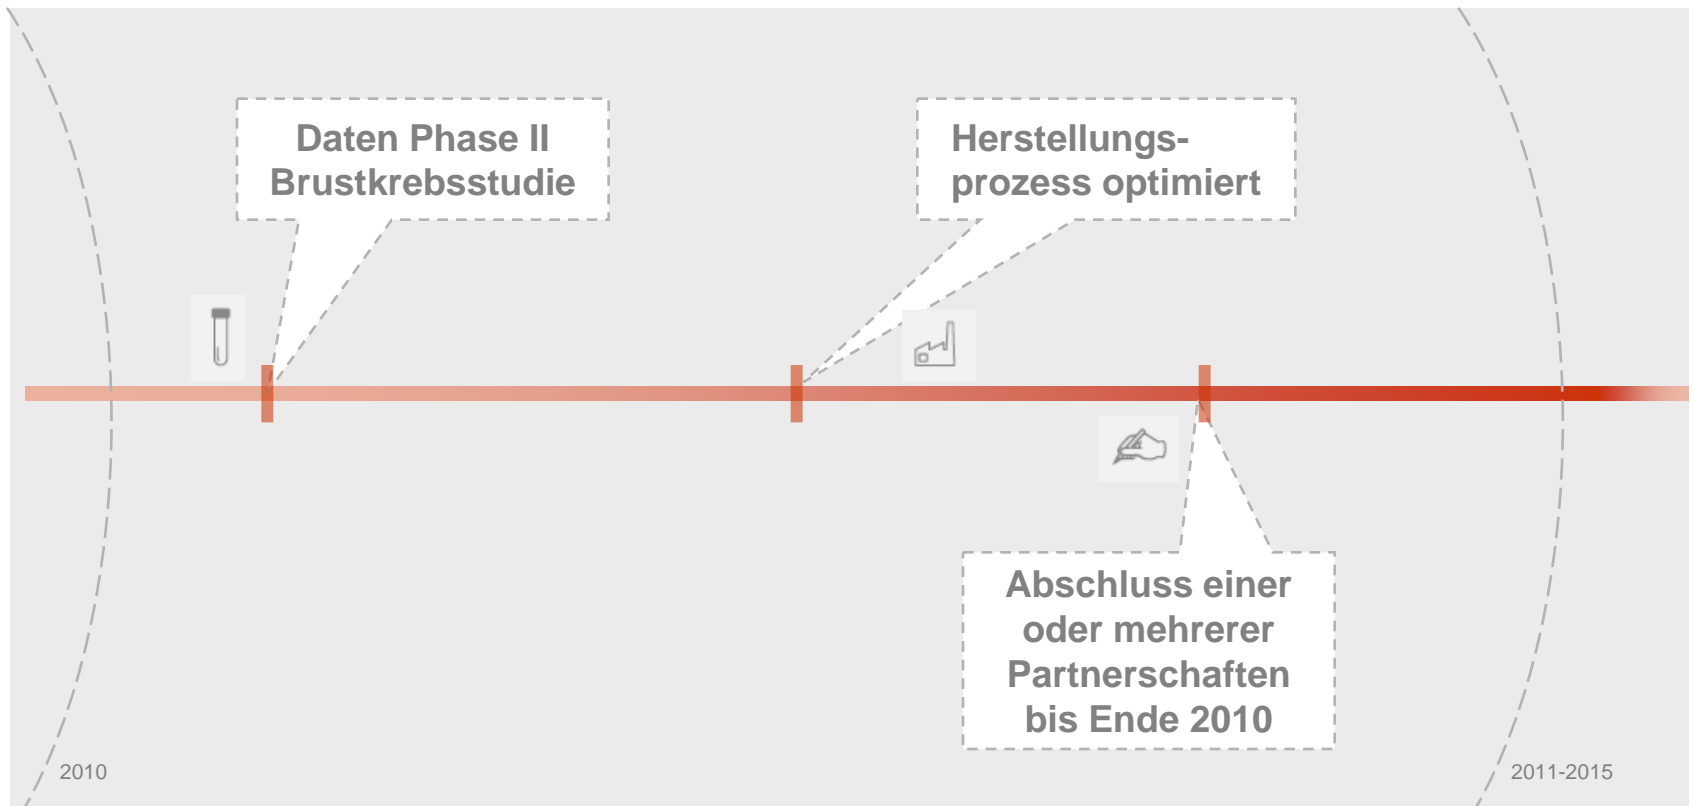 Daten Phase II
Brustkrebsstudie
Herstellungs-
prozess optimiert
Abschluss einer
oder mehrerer
Partnerschaften
bis Ende 2010
2010
2011-2015